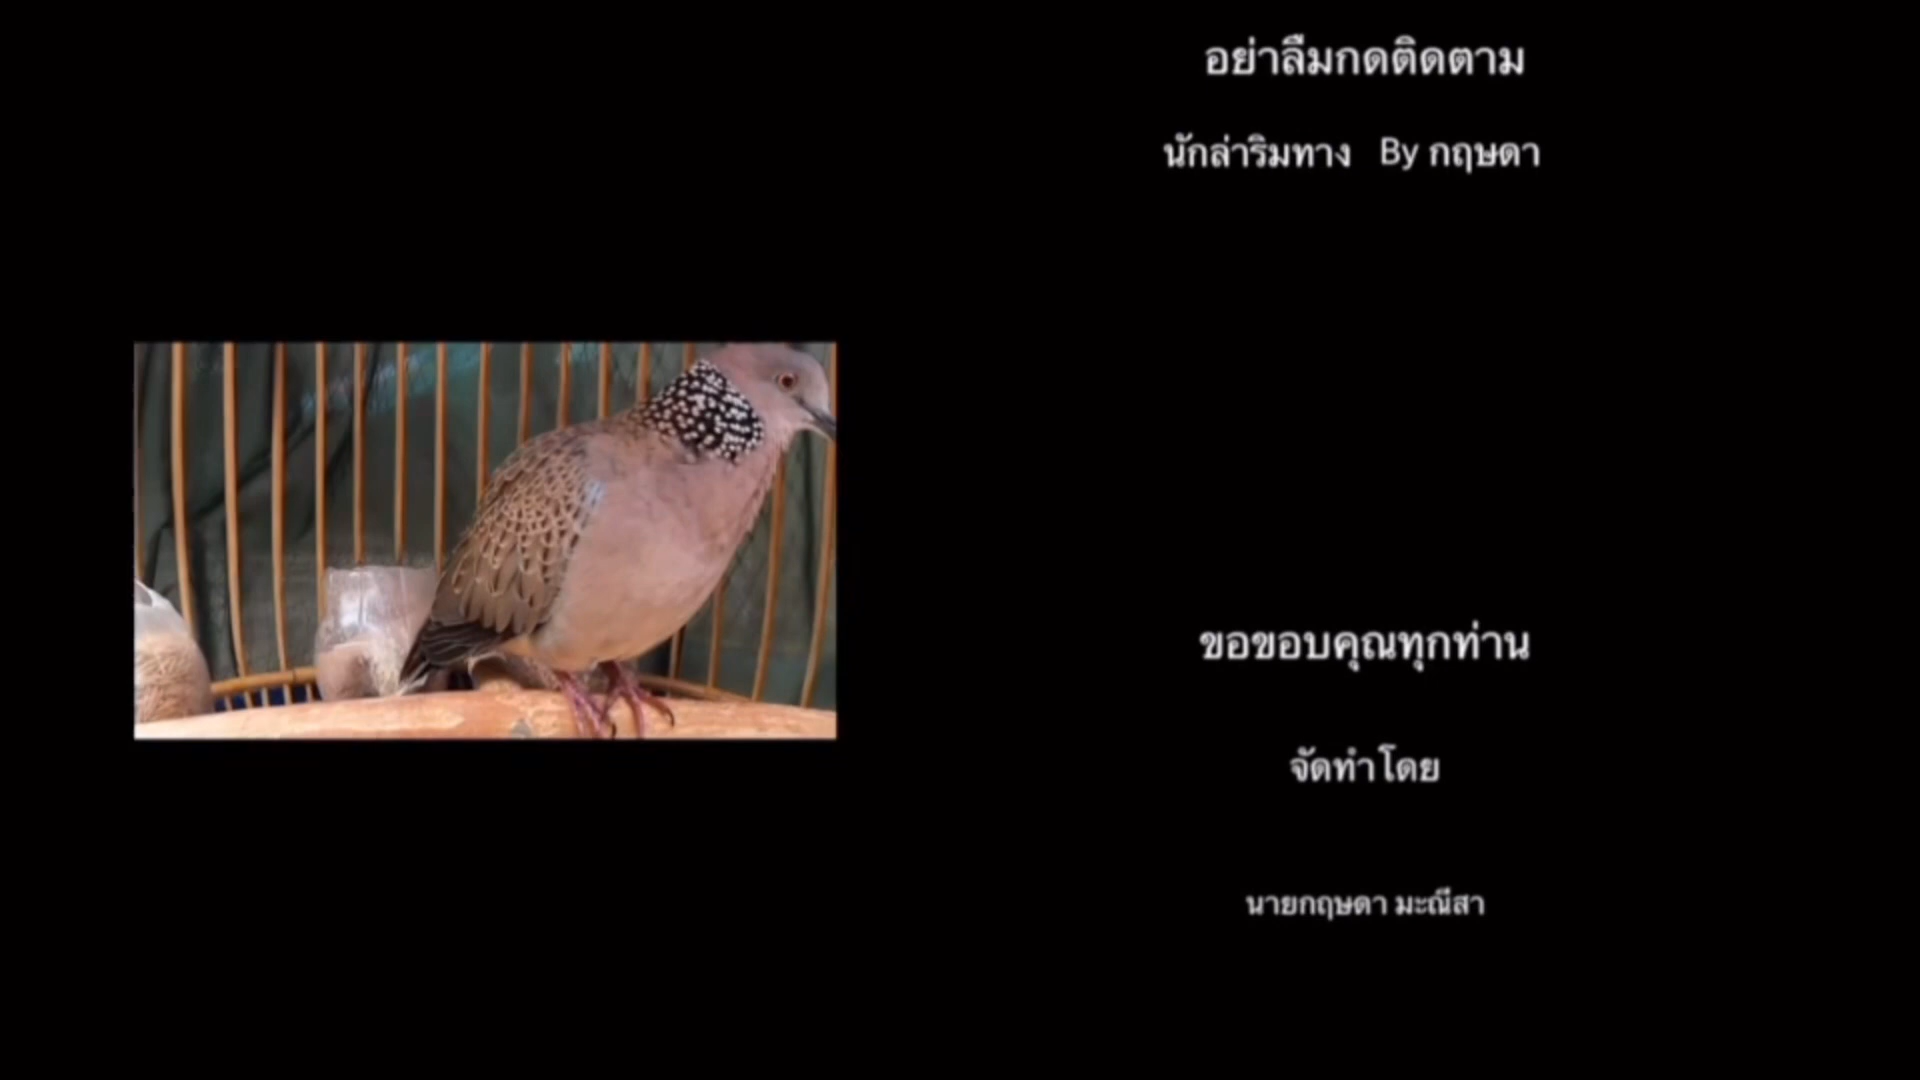 อย่าลืมกดติดตาม
นักล่าริมทาง By กฤษดา
ขอขอบคุณทุกท่าน
จัดทำโดย
นายกฤษดา มะณีสา